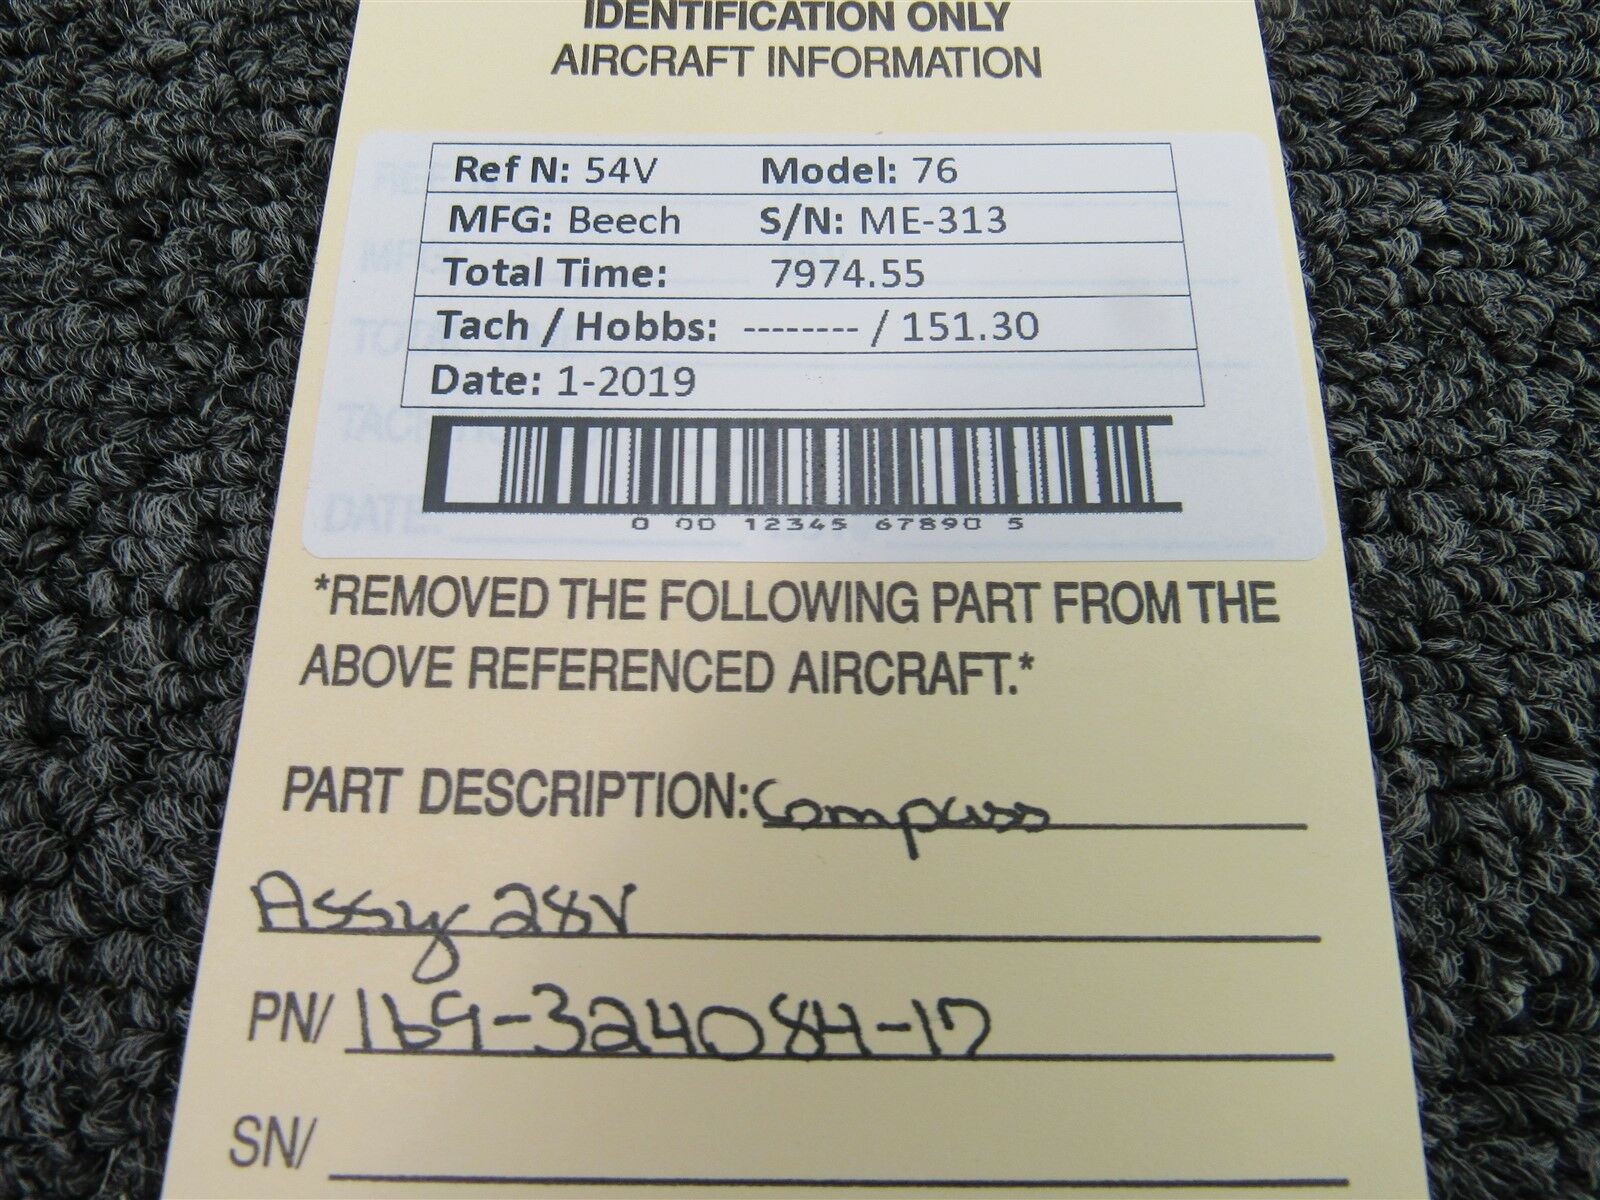 IDENTIFICATION ONLY
AIRCRAFT INFORMATION
Ref N: 54V Model: 76
MFG: Beech S/N: ME-313
Total Time: 7974.55
Tach / Hobbs: -------- / 151.30
Date: 1-2019
0 00 12345 67890 5
*REMOVED THE FOLLOWING PART FROM THE
ABOVE REFERENCED AIRCRAFT.*
PART DESCRIPTION: Compass
Assy 28V
PN/ 169-324084-17
SN/